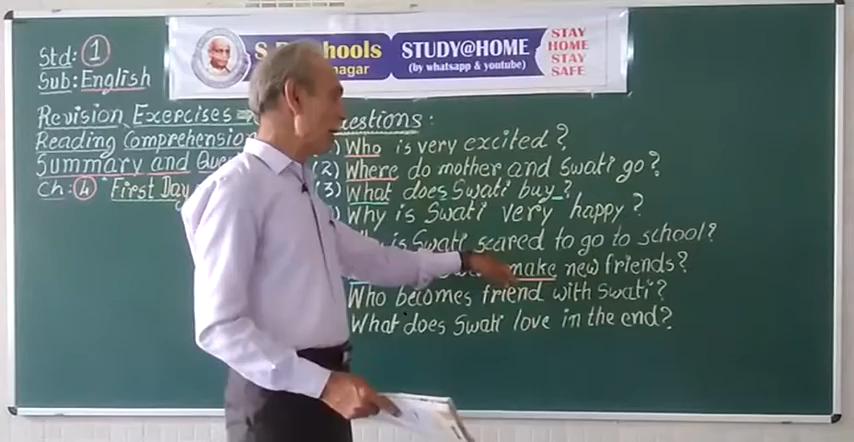 S hools STUDY@HOME
nagar (by whatsapp & youtube)
STAY
HOME
STAY
SAFE
Std: 1
Sub: English
Revision Exercises
Reading Comprehension
Summary and Que
Ch: 4 "First Day
estions:
Who is very excited?
(2) Where do mother and Swati go?
(3) What does Swati buy?
Why is Swati very happy?
is Swati scared to go to school?
make new friends?
Who becomes friend with Swati?
What does Swati love in the end?